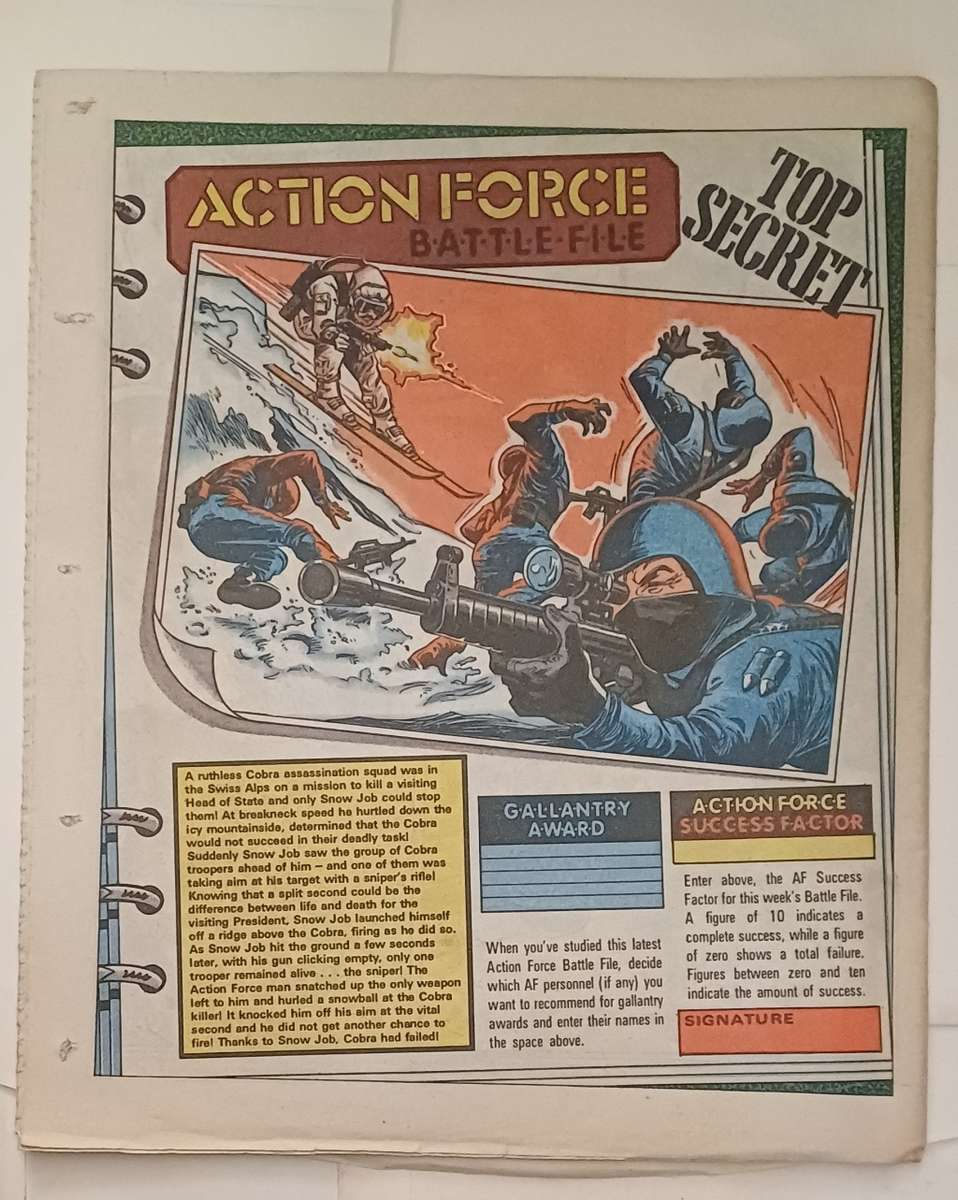 ACTION FORCE
B·A·T·T·L·E·F·I·L·E
TOP
SECRET
A ruthless Cobra assassination squad was in
the Swiss Alps on a mission to kill a visiting
Head of State and only Snow Job could stop
them! At breakneck speed he hurtled down the
icy mountainside, determined that the Cobra
would not succeed in their deadly task!
Suddenly Snow Job saw the group of Cobra
troopers ahead of him – and one of them was
taking aim at his target with a sniper's rifle!
Knowing that a split second could be the
difference between life and death for the
visiting President, Snow Job launched himself
off a ridge above the Cobra, firing as he did so.
As Snow Job hit the ground a few seconds
later, with his gun clicking empty, only one
trooper remained alive . . . the sniper! The
Action Force man snatched up the only weapon
left to him and hurled a snowball at the Cobra
killer! It knocked him off his aim at the vital
second and he did not get another chance to
fire! Thanks to Snow Job, Cobra had failed!
GALLANTRY
AWARD
When you've studied this latest
Action Force Battle File, decide
which AF personnel (if any) you
want to recommend for gallantry
awards and enter their names in
the space above.
ACTION FORCE
SUCCESS FACTOR
Enter above, the AF Success
Factor for this week's Battle File.
A figure of 10 indicates a
complete success, while a figure
of zero shows a total failure.
Figures between zero and ten
indicate the amount of success.
SIGNATURE